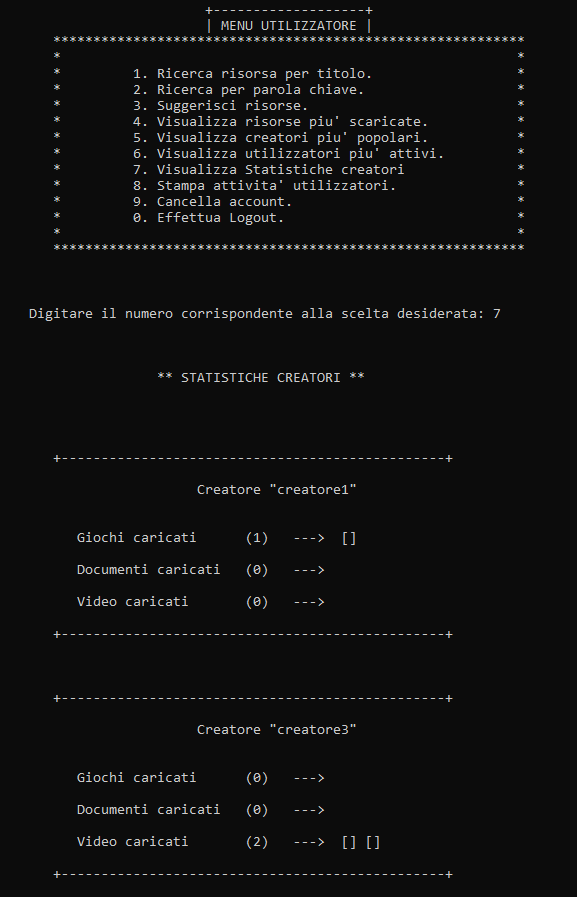 +-------------------+
| MENU UTILIZZATORE |
***********************************************************
* *
* 1. Ricerca risorsa per titolo. *
* 2. Ricerca per parola chiave. *
* 3. Suggerisci risorse. *
* 4. Visualizza risorse piu' scaricate. *
* 5. Visualizza creatori piu' popolari. *
* 6. Visualizza utilizzatori piu' attivi. *
* 7. Visualizza Statistiche creatori *
* 8. Stampa attivita' utilizzatori. *
* 9. Cancella account. *
* 0. Effettua Logout. *
* *
***********************************************************
Digitare il numero corrispondente alla scelta desiderata: 7
** STATISTICHE CREATORI **
+------------------------------------------------+
Creatore "creatore1"
Giochi caricati (1) ---> []
Documenti caricati (0) --->
Video caricati (0) --->
+------------------------------------------------+
+------------------------------------------------+
Creatore "creatore3"
Giochi caricati (0) --->
Documenti caricati (0) --->
Video caricati (2) ---> [] []
+------------------------------------------------+